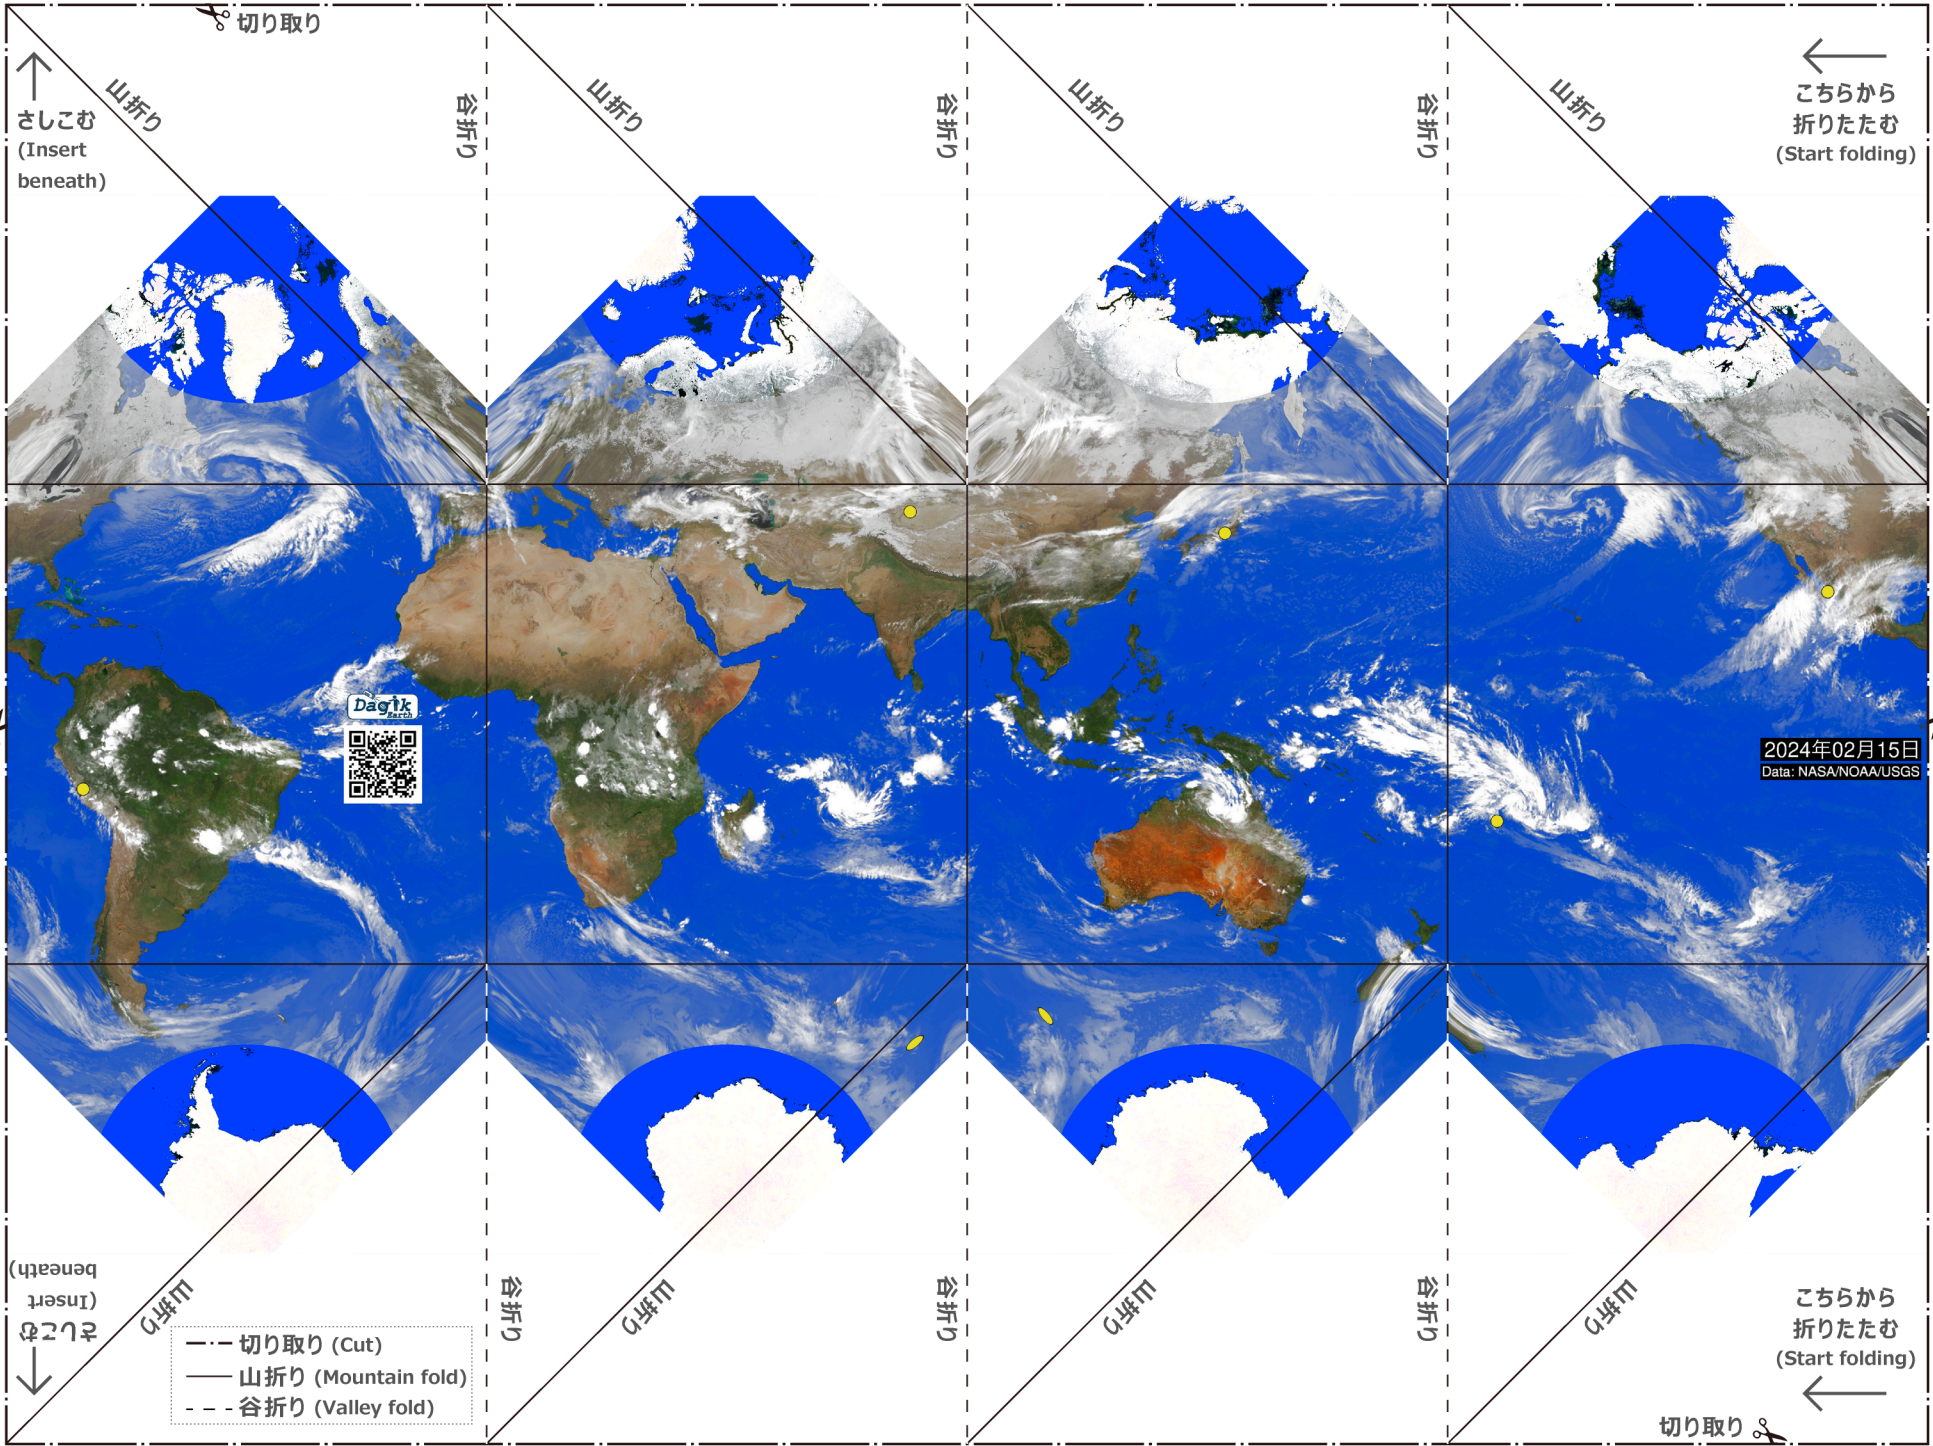 切り取り
山折り
山折り
山折り
山折り
谷折り
谷折り
谷折り
さしこむ
(Insert
beneath)
こちらから
折りたたむ
(Start folding)
Dagik
Earth
2024年02月15日
Data: NASA/NOAA/USGS
さしこむ
(Insert
beneath)
山折り
山折り
山折り
山折り
谷折り
谷折り
谷折り
切り取り (Cut)
山折り (Mountain fold)
谷折り (Valley fold)
こちらから
折りたたむ
(Start folding)
切り取り